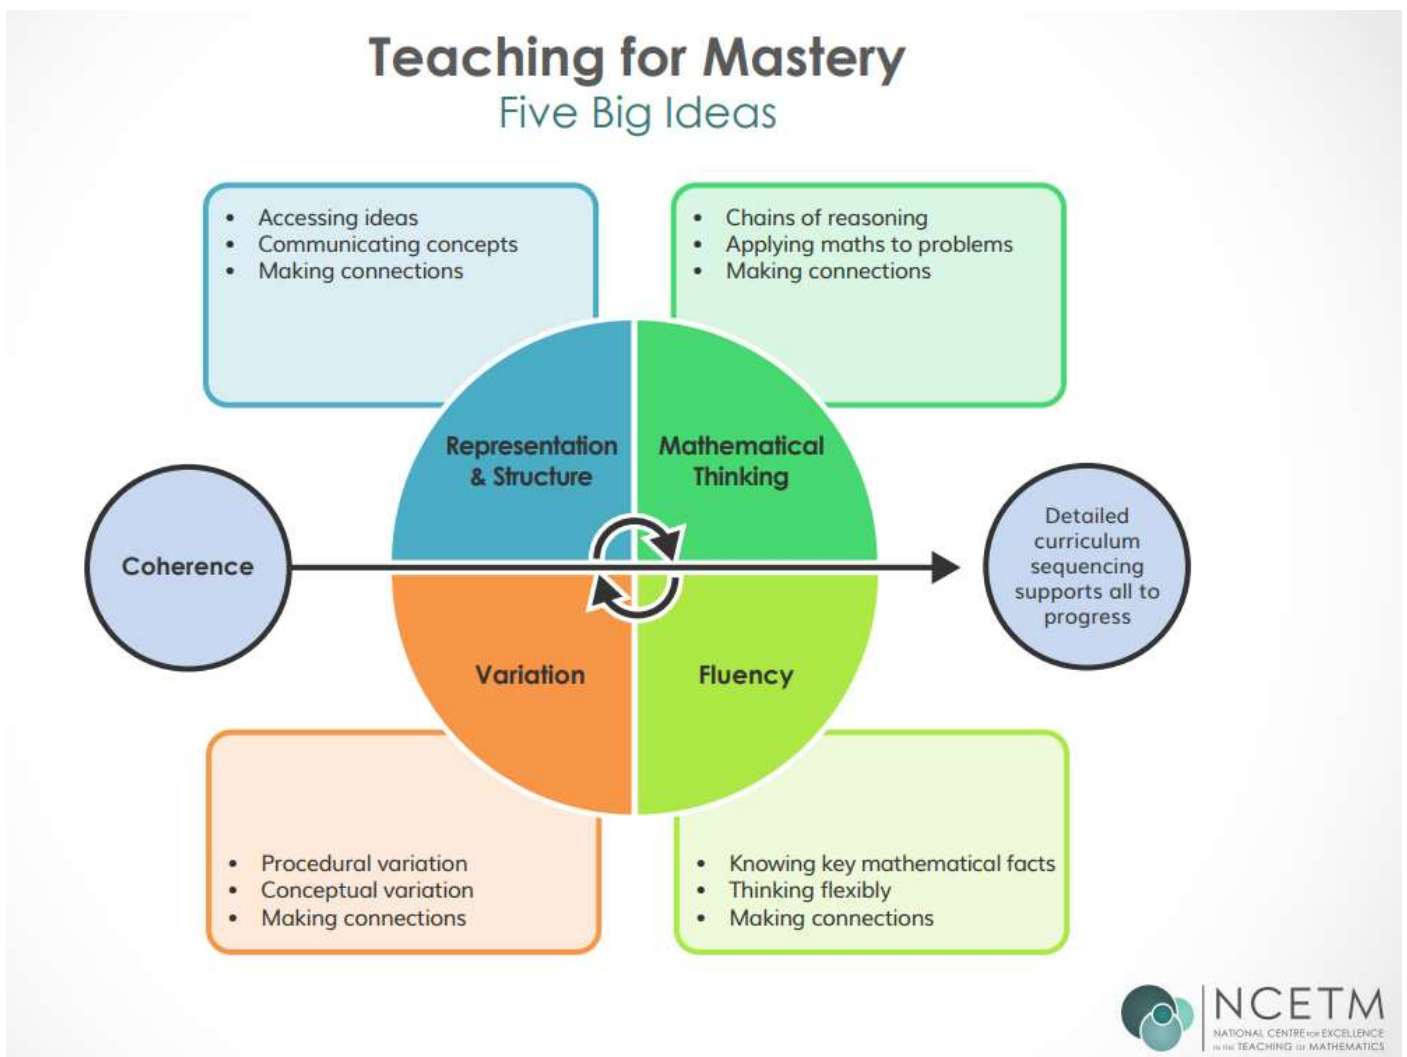 Teaching for Mastery
Five Big Ideas
• Accessing ideas
• Communicating concepts
• Making connections
• Chains of reasoning
• Applying maths to problems
• Making connections
Representation
& Structure
Mathematical
Thinking
Coherence
Detailed
curriculum
sequencing
supports all to
progress
Variation
Fluency
• Procedural variation
• Conceptual variation
• Making connections
• Knowing key mathematical facts
• Thinking flexibly
• Making connections
NCETM
NATIONAL CENTRE FOR EXCELLENCE
IN THE TEACHING OF MATHEMATICS